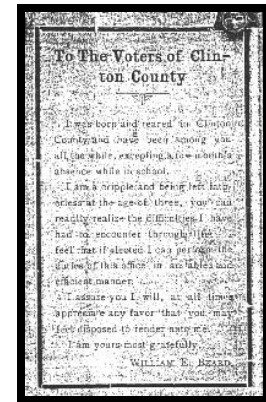 To The Voters of Clin-
ton County
I was born and reared in Clinton
County and have been among you
all the while, excepting a few months
absence while in school.
I am a cripple and being left
at the age of three, you can
readily realize the difficulties I have
had to encounter through life. I
feel that if elected I can perform the
duties of this office in an able and
efficient manner.
I assure you I will, at all times
appreciate any favor that you may
feel disposed to render unto me.
I am yours most gratefully,
WILLIAM E. BZARD.